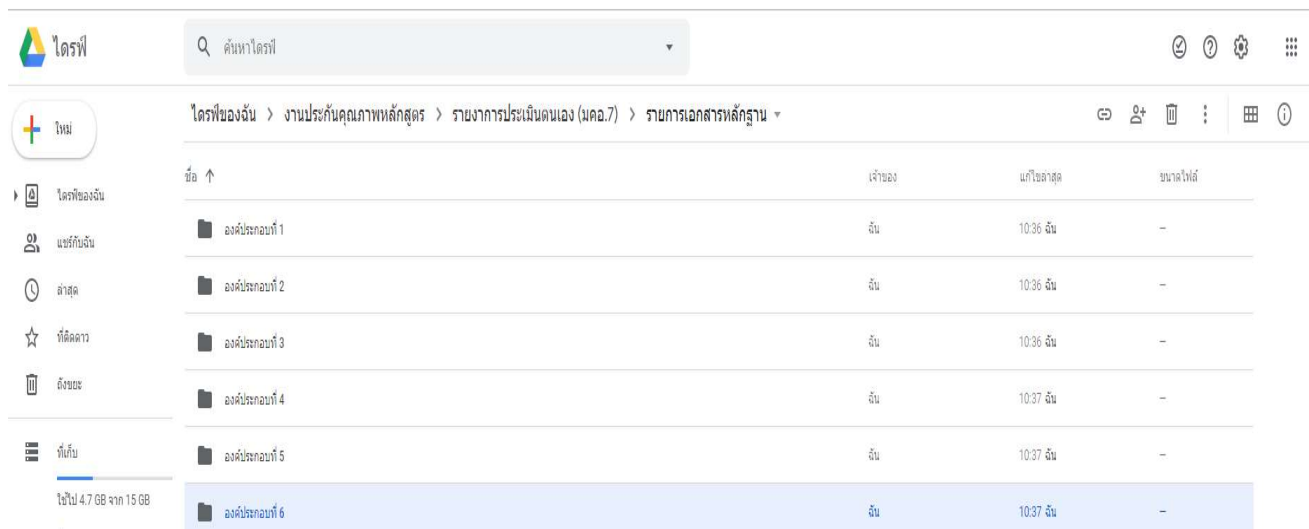 ไดรฟ์
ค้นหาไดรฟ์
ใหม่
ไดรฟ์ของฉัน > งานประกันคุณภาพหลักสูตร > รายงาการประเมินตนเอง (มคอ.7) > รายการเอกสารหลักฐาน
ชื่อ เจ้าของ แก้ไขล่าสุด ขนาดไฟล์
ไดรฟ์ของฉัน
องค์ประกอบที่ 1 ฉัน 10:36 ฉัน –
แชร์กับฉัน
องค์ประกอบที่ 2 ฉัน 10:36 ฉัน –
ล่าสุด
องค์ประกอบที่ 3 ฉัน 10:36 ฉัน –
ที่ติดดาว
ถังขยะ
องค์ประกอบที่ 4 ฉัน 10:37 ฉัน –
ที่เก็บ
องค์ประกอบที่ 5 ฉัน 10:37 ฉัน –
ใช้ไป 4.7 GB จาก 15 GB
องค์ประกอบที่ 6 ฉัน 10:37 ฉัน –